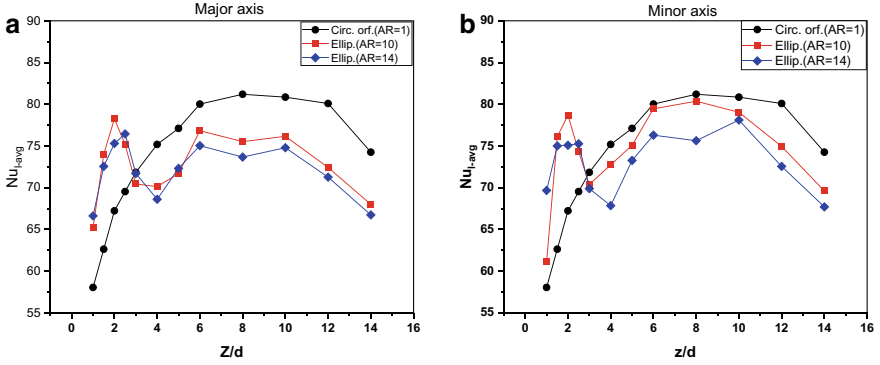 a
Major axis
Circ. orf.(AR=1)
Ellip.(AR=10)
Ellip.(AR=14)
90
85
80
75
70
65
60
55
Nul-avg
0 2 4 6 8 10 12 14 16
Z/d
b
Minor axis
Circ. orf.(AR=1)
Ellip.(AR=10)
Ellip.(AR=14)
90
85
80
75
70
65
60
55
Nul-avg
0 2 4 6 8 10 12 14 16
z/d